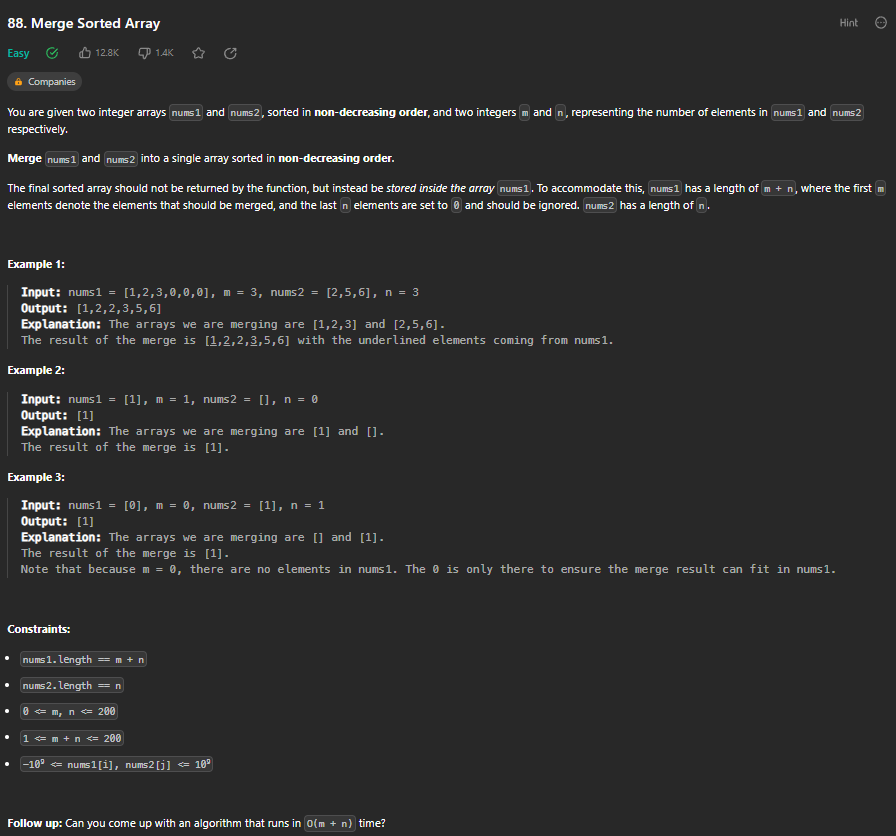 88. Merge Sorted Array
Hint
Easy 12.8K 1.4K
Companies
You are given two integer arrays nums1 and nums2, sorted in non-decreasing order, and two integers m and n, representing the number of elements in nums1 and nums2
respectively.
Merge nums1 and nums2 into a single array sorted in non-decreasing order.
The final sorted array should not be returned by the function, but instead be stored inside the array nums1. To accommodate this, nums1 has a length of m + n, where the first m
elements denote the elements that should be merged, and the last n elements are set to 0 and should be ignored. nums2 has a length of n.
Example 1:
Input: nums1 = [1,2,3,0,0,0], m = 3, nums2 = [2,5,6], n = 3
Output: [1,2,2,3,5,6]
Explanation: The arrays we are merging are [1,2,3] and [2,5,6].
The result of the merge is [1,2,2,3,5,6] with the underlined elements coming from nums1.
Example 2:
Input: nums1 = [1], m = 1, nums2 = [], n = 0
Output: [1]
Explanation: The arrays we are merging are [1] and [].
The result of the merge is [1].
Example 3:
Input: nums1 = [0], m = 0, nums2 = [1], n = 1
Output: [1]
Explanation: The arrays we are merging are [] and [1].
The result of the merge is [1].
Note that because m = 0, there are no elements in nums1. The 0 is only there to ensure the merge result can fit in nums1.
Constraints:
• nums1.length == m + n
• nums2.length == n
• 0 <= m, n <= 200
• 1 <= m + n <= 200
• -10⁹ <= nums1[i], nums2[j] <= 10⁹
Follow up: Can you come up with an algorithm that runs in O(m + n) time?